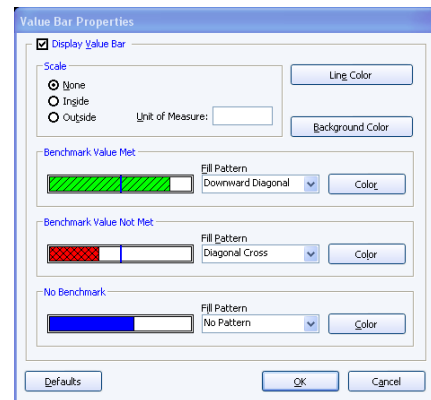 Value Bar Properties
Display Value Bar
Scale
None
Inside
Outside
Unit of Measure:
Line Color
Background Color
Benchmark Value Met
Fill Pattern
Downward Diagonal
Color
Benchmark Value Not Met
Fill Pattern
Diagonal Cross
Color
No Benchmark
Fill Pattern
No Pattern
Color
Defaults
OK
Cancel